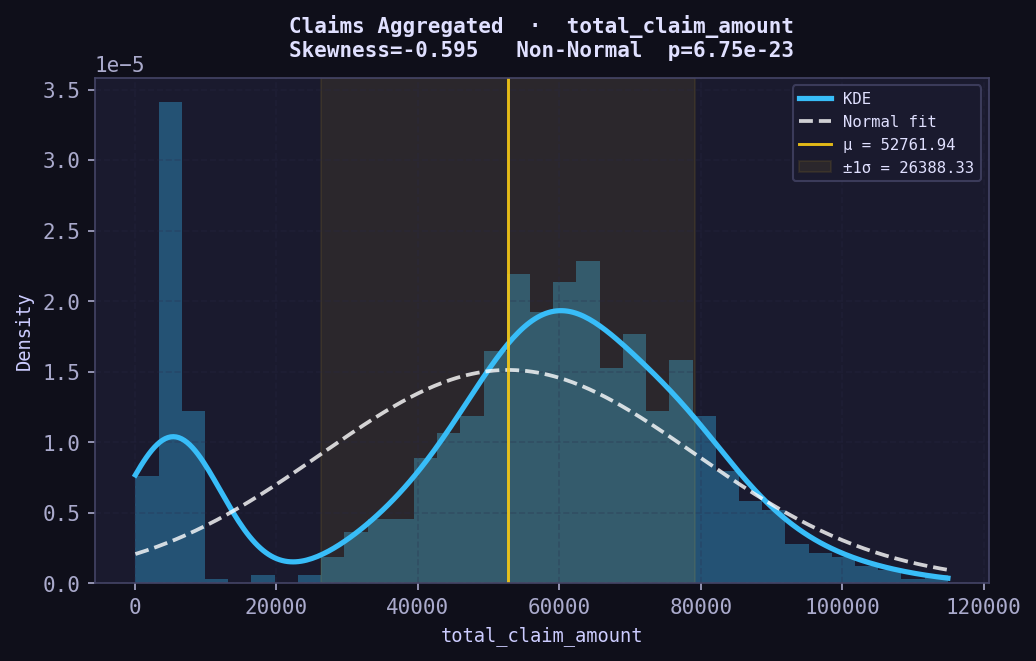 Claims Aggregated · total_claim_amount
Skewness=-0.595 Non-Normal p=6.75e-23
1e−5
3.5
3.0
2.5
2.0
1.5
1.0
0.5
0.0
Density
KDE
Normal fit
μ = 52761.94
±1σ = 26388.33
0 20000 40000 60000 80000 100000 120000
total_claim_amount